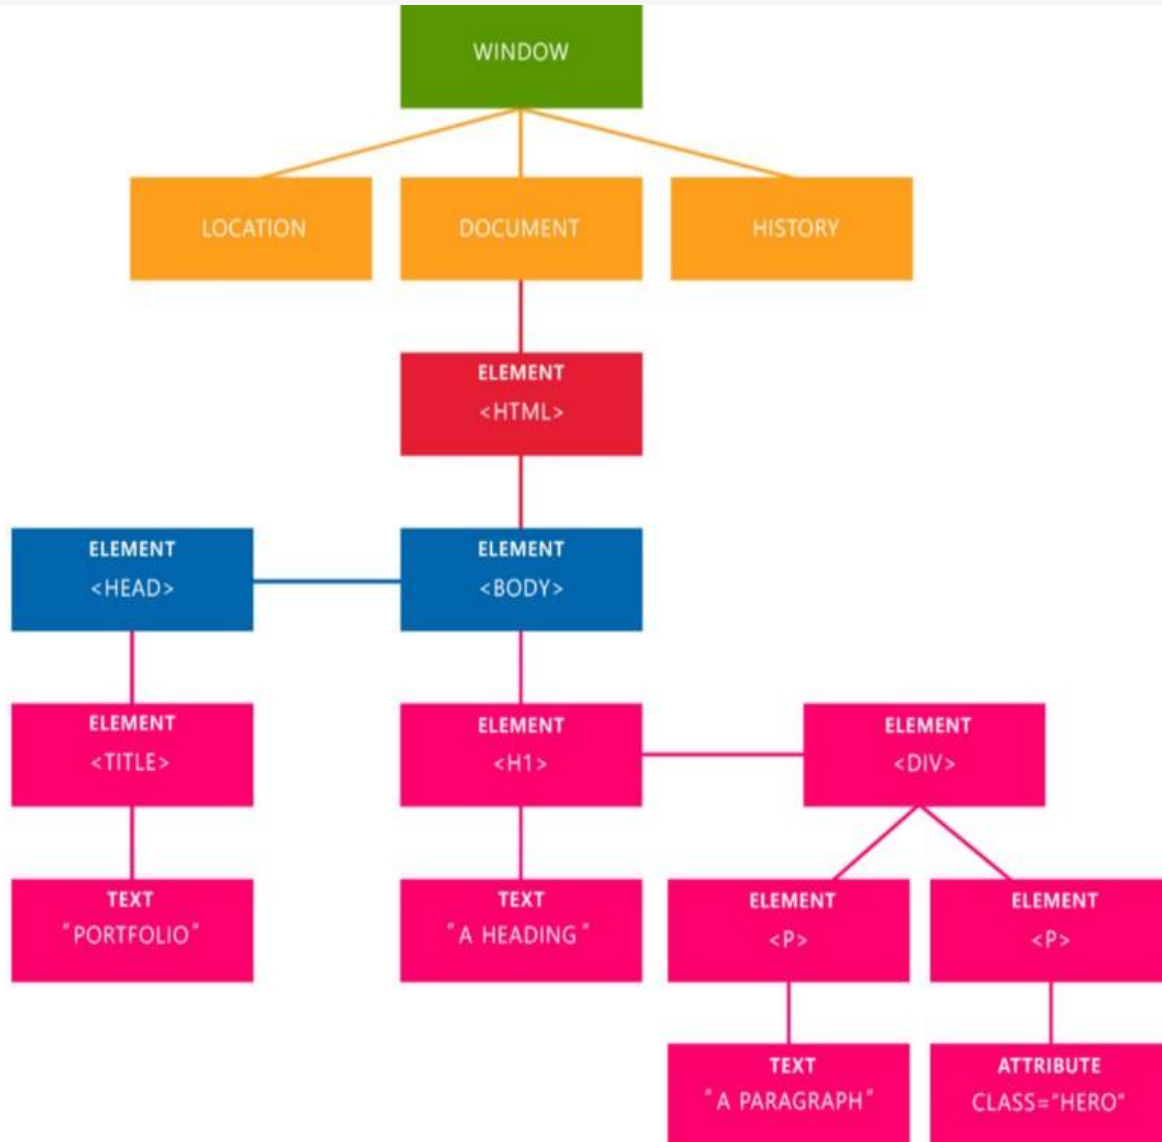 WINDOW
LOCATION
DOCUMENT
HISTORY
ELEMENT
<HTML>
ELEMENT
<HEAD>
ELEMENT
<BODY>
ELEMENT
<TITLE>
ELEMENT
<H1>
ELEMENT
<DIV>
TEXT
"PORTFOLIO"
TEXT
"A HEADING"
ELEMENT
<P>
ELEMENT
<P>
TEXT
"A PARAGRAPH"
ATTRIBUTE
CLASS="HERO"